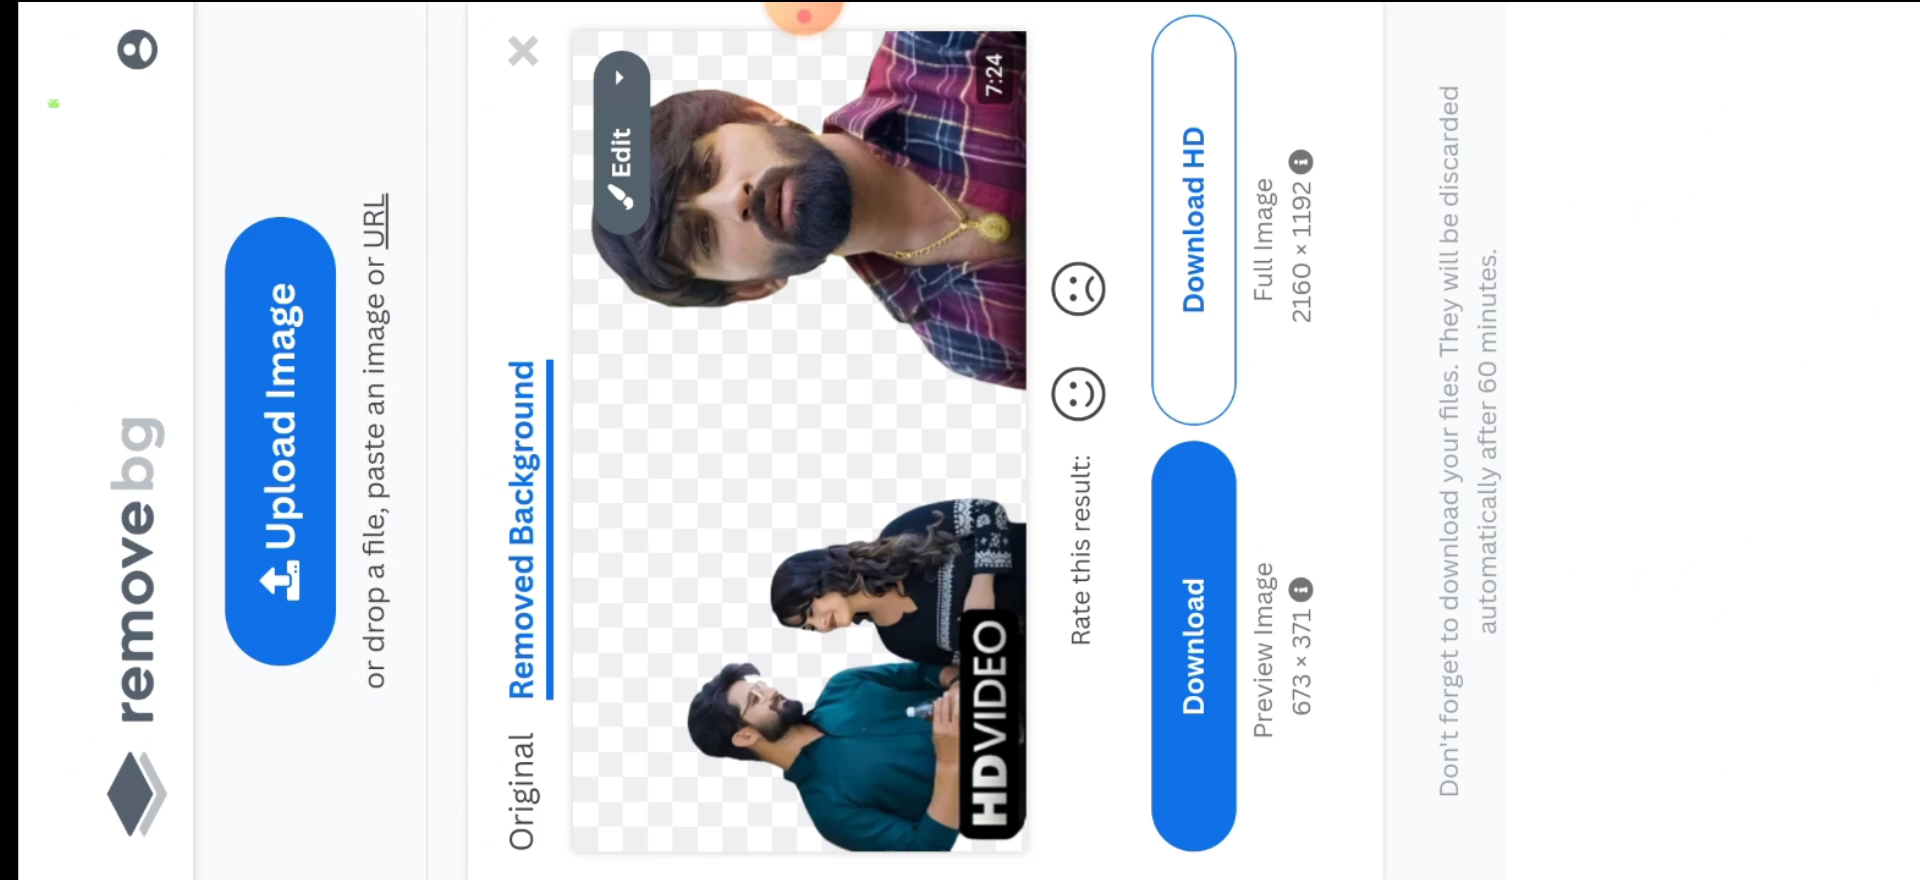 removebg
Upload Image
or drop a file, paste an image or URL
Original Removed Background
Edit
7:24
HDVIDEO
Rate this result:
Download
Download HD
Preview Image
673 × 371
Full Image
2160 × 1192
Don't forget to download your files. They will be discarded
automatically after 60 minutes.